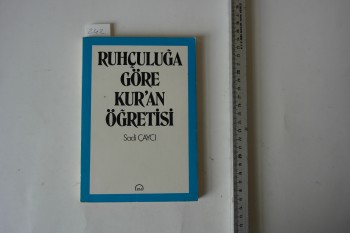 RUHÇULUĞA
GÖRE
KUR'AN
ÖĞRETİSİ
Sadi ÇAYCI